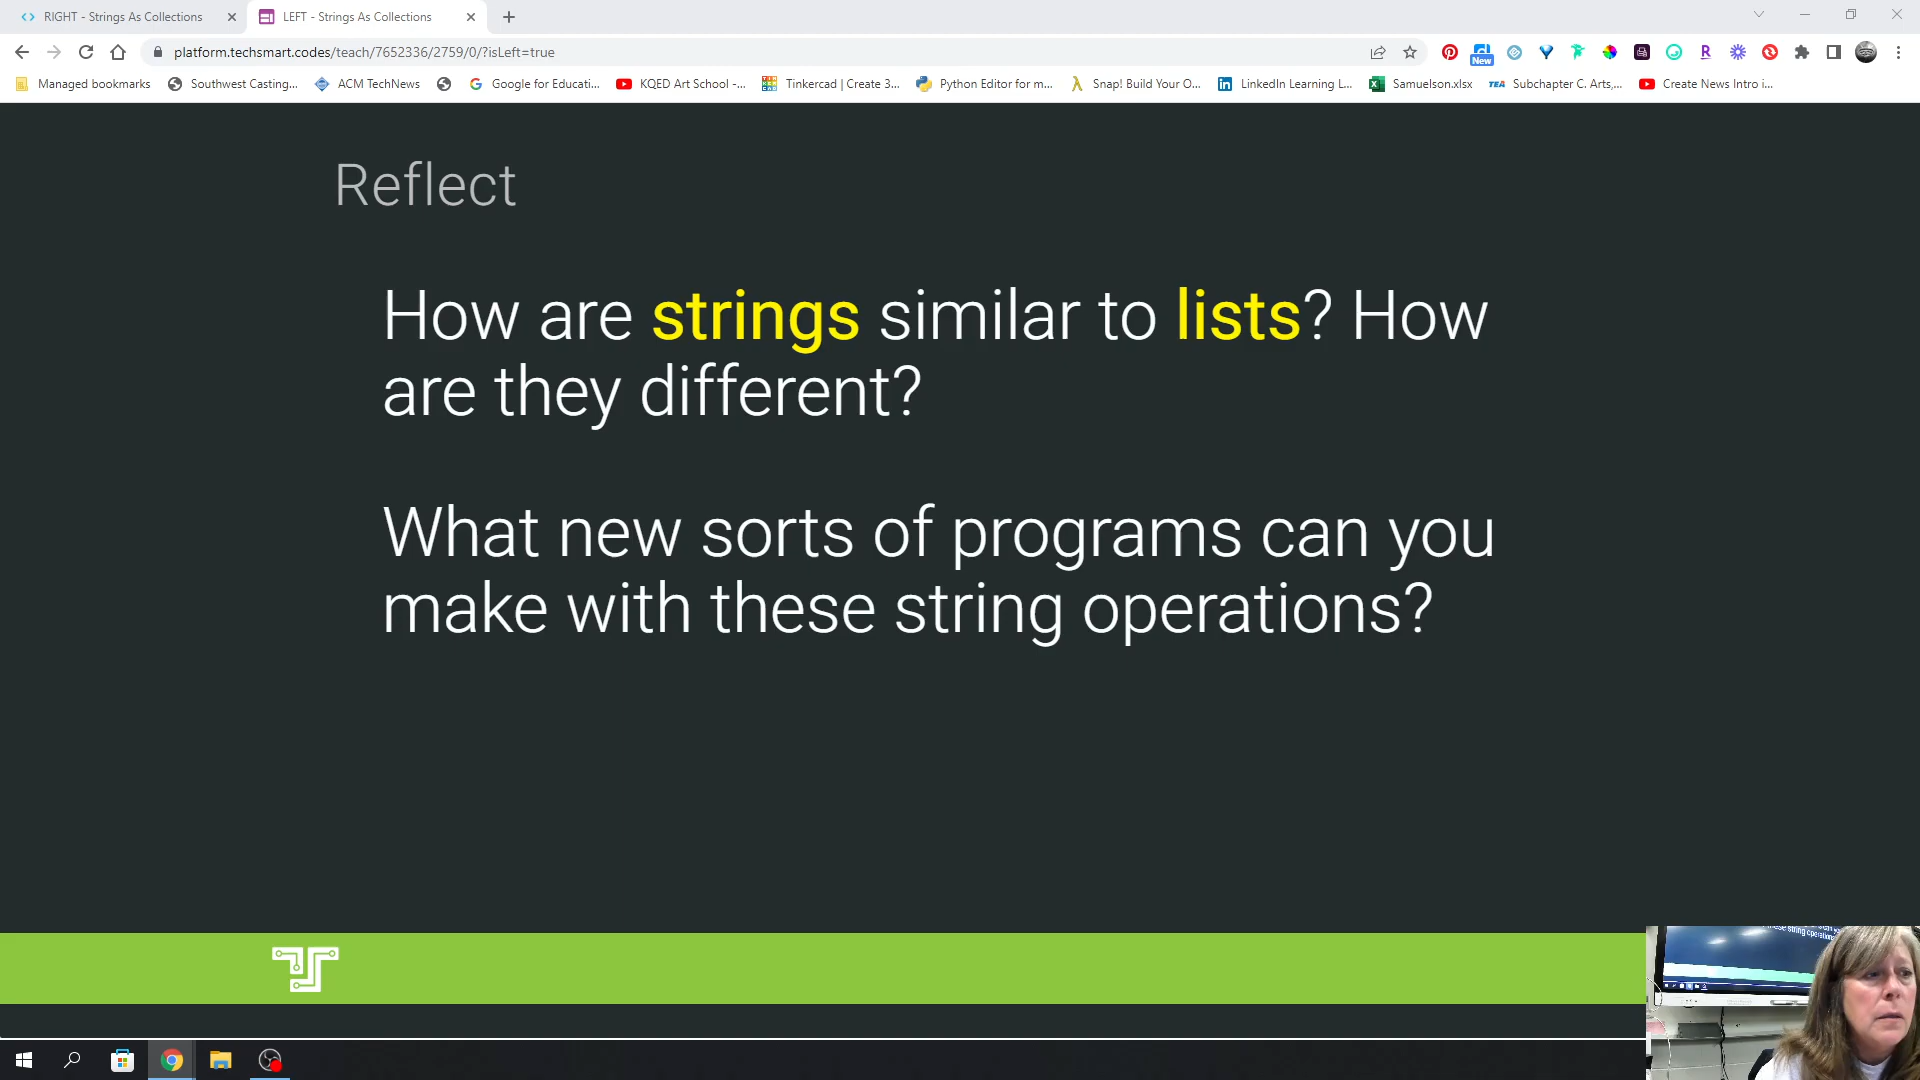 RIGHT - Strings As Collections
LEFT - Strings As Collections
platform.techsmart.codes/teach/7652336/2759/0/?isLeft=true
New
Managed bookmarks
Southwest Casting...
ACM TechNews
Google for Educati...
KQED Art School -...
Tinkercad | Create 3...
Python Editor for m...
Snap! Build Your O...
LinkedIn Learning L...
Samuelson.xlsx
TEA
Subchapter C. Arts,...
Create News Intro i...
Reflect
How are strings similar to lists? How
are they different?
What new sorts of programs can you
make with these string operations?